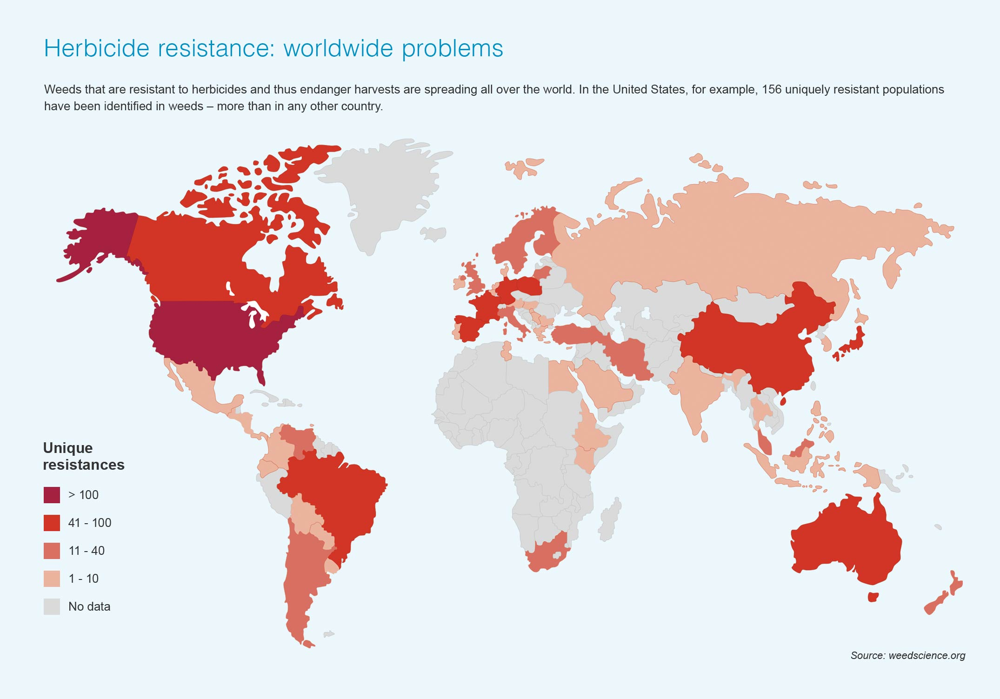 Herbicide resistance: worldwide problems
Weeds that are resistant to herbicides and thus endanger harvests are spreading all over the world. In the United States, for example, 156 uniquely resistant populations
have been identified in weeds – more than in any other country.
Unique
resistances
> 100
41 - 100
11 - 40
1 - 10
No data
Source: weedscience.org